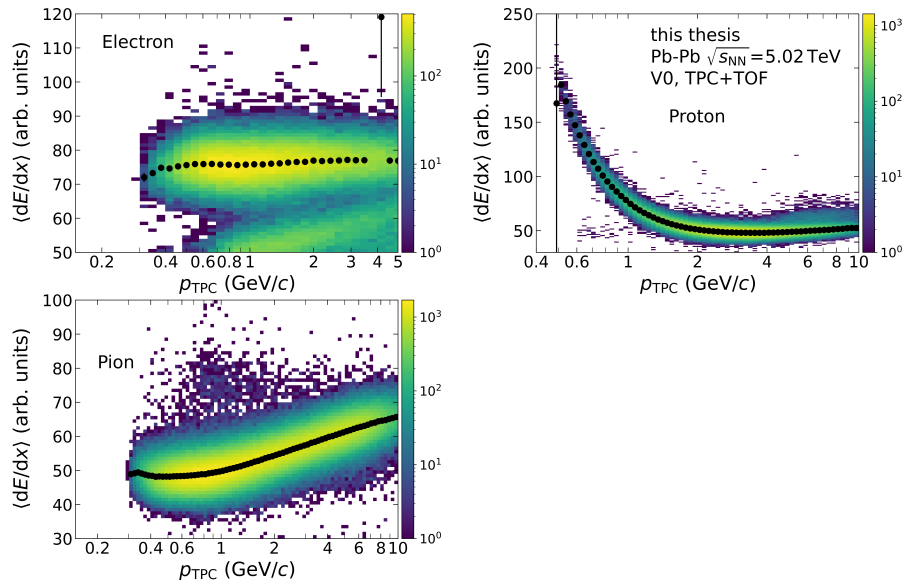 Electron
⟨dE/dx⟩ (arb. units)
120
110
100
90
80
70
60
50
0.2 0.4 0.6 0.8 1 2 3 4 5
p_TPC (GeV/c)
10^2
10^1
10^0
this thesis
Pb-Pb √s_NN=5.02 TeV
V0, TPC+TOF
Proton
⟨dE/dx⟩ (arb. units)
250
200
150
100
50
0.4 0.6 1 2 4 6 8 10
p_TPC (GeV/c)
10^3
10^2
10^1
10^0
Pion
⟨dE/dx⟩ (arb. units)
100
90
80
70
60
50
40
30
0.2 0.4 0.6 1 2 4 6 8 10
p_TPC (GeV/c)
10^3
10^2
10^1
10^0